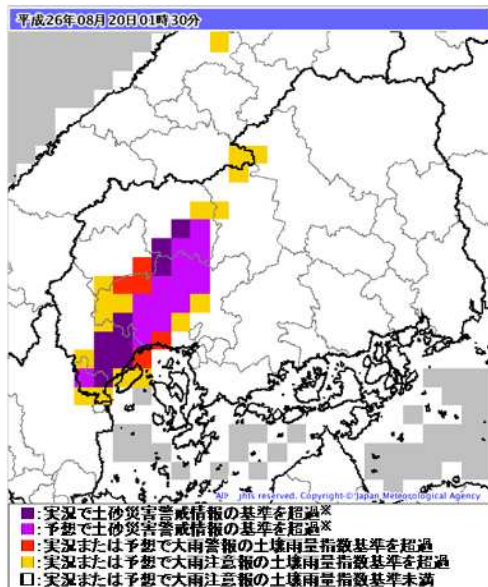 平成26年08月20日01時30分
All ghts reserved. Copyright © Japan Meteorological Agency
■:実況で土砂災害警戒情報の基準を超過※
■:予想で土砂災害警戒情報の基準を超過※
■:実況または予想で大雨警報の土壌雨量指数基準を超過
■:実況または予想で大雨注意報の土壌雨量指数基準を超過
□:実況または予想で大雨注意報の土壌雨量指数基準未満